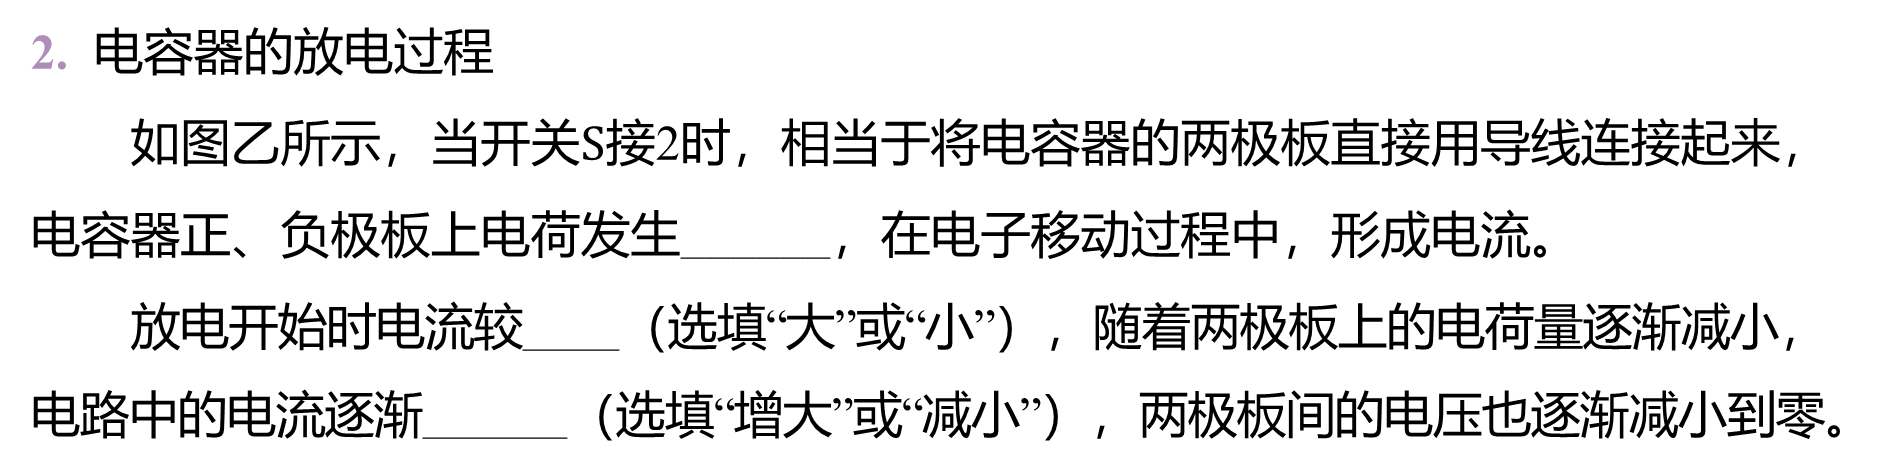 2. 电容器的放电过程
如图乙所示，当开关S接2时，相当于将电容器的两极板直接用导线连接起来，
电容器正、负极板上电荷发生______，在电子移动过程中，形成电流。
放电开始时电流较____（选填“大”或“小”），随着两极板上的电荷量逐渐减小，
电路中的电流逐渐______（选填“增大”或“减小”），两极板间的电压也逐渐减小到零。